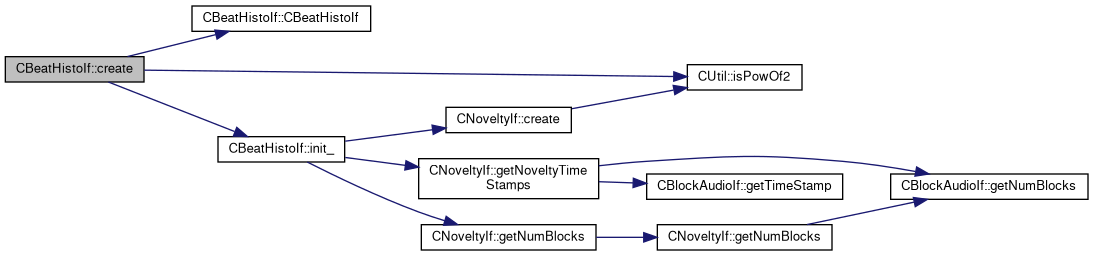 CBeatHistoIf::CBeatHistoIf
CBeatHistoIf::create
CUtil::isPowOf2
CNoveltyIf::create
CBeatHistoIf::init_
CNoveltyIf::getNoveltyTime
Stamps
CBlockAudioIf::getTimeStamp
CBlockAudioIf::getNumBlocks
CNoveltyIf::getNumBlocks
CNoveltyIf::getNumBlocks